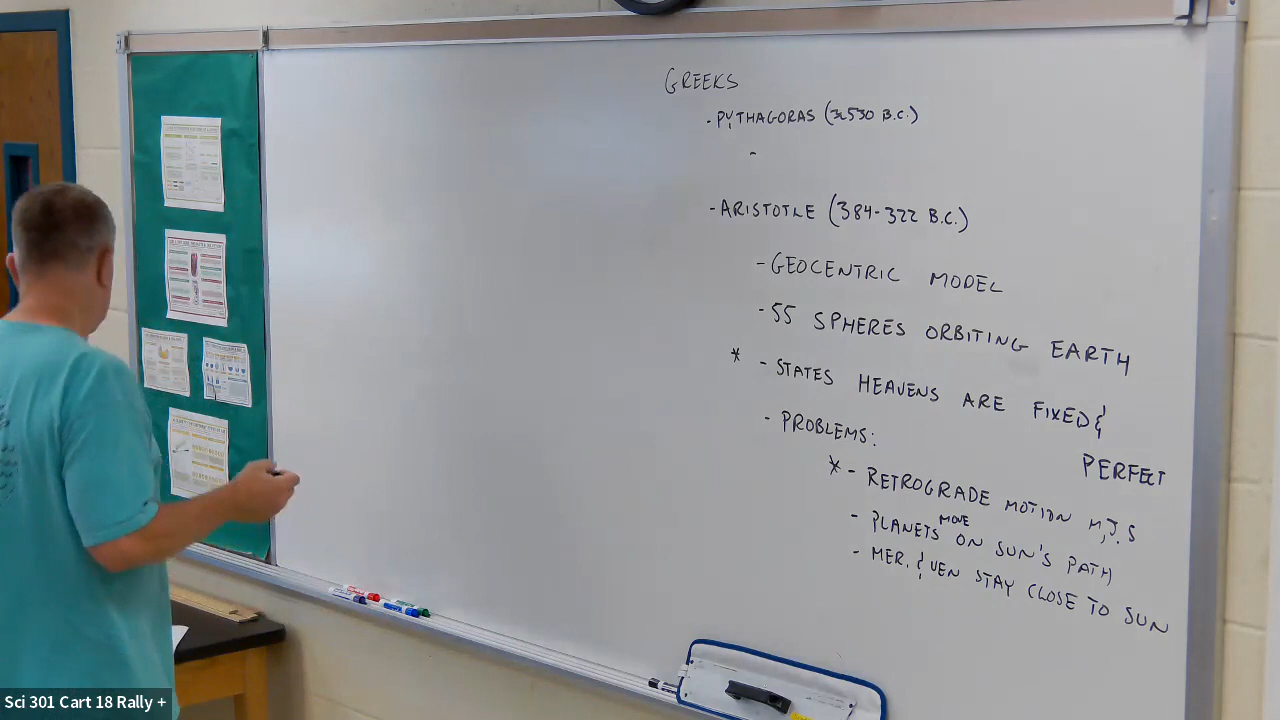 GREEKS
- PYTHAGORAS (~530 B.C.)
-
- ARISTOTLE (384-322 B.C.)
- GEOCENTRIC MODEL
- 55 SPHERES ORBITING EARTH
* - STATES HEAVENS ARE FIXED &
PERFECT
- PROBLEMS:
* - RETROGRADE MOTION M, J, S
- PLANETS MOVE ON SUN'S PATH
- MER. & VEN STAY CLOSE TO SUN
Sci 301 Cart 18 Rally +